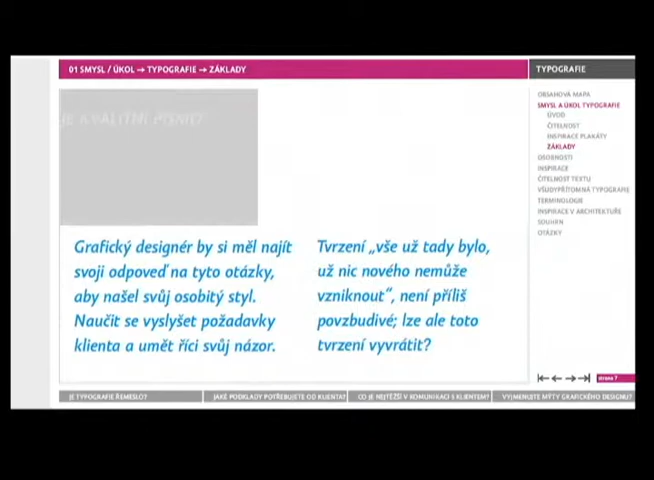 01 SMYSL / ÚKOL → TYPOGRAFIE → ZÁKLADY
TYPOGRAFIE
OBSAHOVÁ MAPA
SMYSL A ÚKOL TYPOGRAFIE
ÚVOD
ČITELNOST
INSPIRACE PLAKÁTY
ZÁKLADY
OSOBNOSTI
INSPIRACE
ČITELNOST TEXTU
VŠUDYPŘÍTOMNÁ TYPOGRAFIE
TERMINOLOGIE
INSPIRACE V ARCHITEKTUŘE
SOUHRN
OTÁZKY
JE KVALITNÍ PÍSMO?
Grafický designér by si měl najít
svoji odpoveď na tyto otázky,
aby našel svůj osobitý styl.
Naučit se vyslyšet požadavky
klienta a umět říci svůj názor.
Tvrzení „vše už tady bylo,
už nic nového nemůže
vzniknout“, není příliš
povzbudivé; lze ale toto
tvrzení vyvrátit?
strana 7
JE TYPOGRAFIE ŘEMESLO?
JAKÉ PODKLADY POTŘEBUJETE OD KLIENTA?
CO JE NEJTĚŽŠÍ V KOMUNIKACI S KLIENTEM?
VYJMENUJTE MÝTY GRAFICKÉHO DESIGNU?